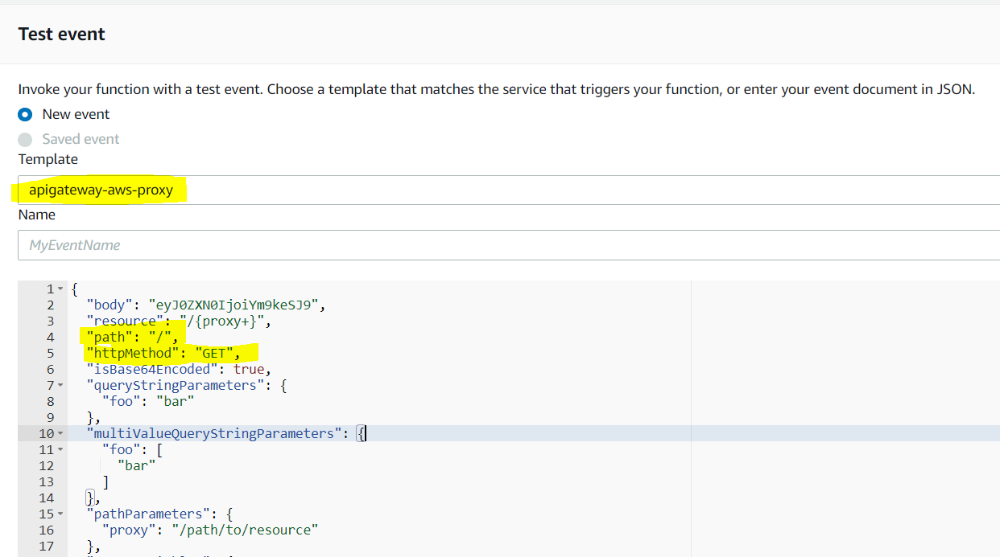 Test event
Invoke your function with a test event. Choose a template that matches the service that triggers your function, or enter your event document in JSON.
New event
Saved event
Template
apigateway-aws-proxy
Name
MyEventName
1 {
2 "body": "eyJ0ZXN0IjoiYm9keSJ9",
3 "resource": "/{proxy+}",
4 "path": "/",
5 "httpMethod": "GET",
6 "isBase64Encoded": true,
7 "queryStringParameters": {
8 "foo": "bar"
9 },
10 "multiValueQueryStringParameters": {
11 "foo": [
12 "bar"
13 ]
14 },
15 "pathParameters": {
16 "proxy": "/path/to/resource"
17 },